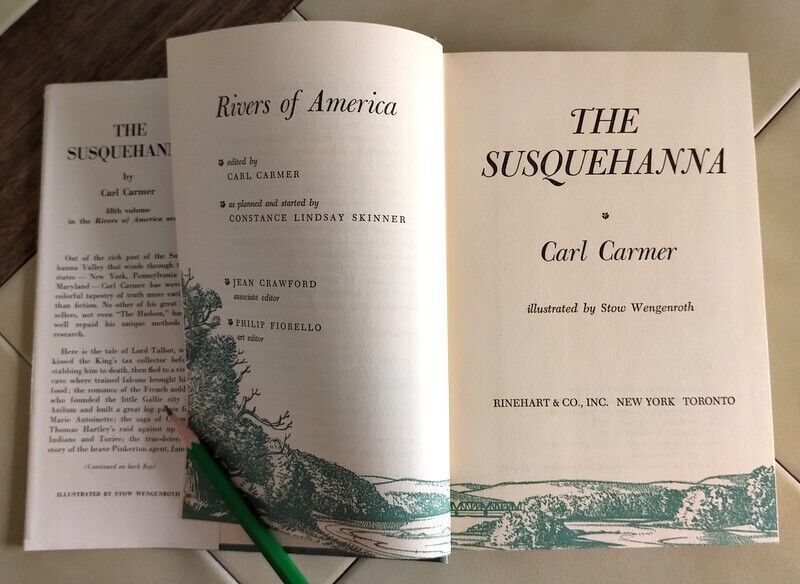 THE
SUSQUEHANN
by
Carl Carmer
48th volume
in the Rivers of America se
Out of the rich past of the Su
hanna Valley that winds through t
states — New York, Pennsylvania
Maryland — Carl Carmer has wov
colorful tapestry of truth more exci
than fiction. No other of his great
sellers, not even "The Hudson," ha
well repaid his unique methods
research.
Here is the tale of Lord Talbot, w
kissed the King's tax collector bef
stabbing him to death, then fled to a ri
cave where trained falcons brought hi
food; the romance of the French nobl
who founded the little Gallic city
Azilum and built a great log p
Marie Antoinette; the saga of
Thomas Hartley's raid against up
Indians and Tories; the true-detec
story of the brave Pinkerton agent, Jam
(Continued on back flap)
ILLUSTRATED BY STOW WENGENROTH
Rivers of America
edited by
CARL CARMER
as planned and started by
CONSTANCE LINDSAY SKINNER
JEAN CRAWFORD
associate editor
PHILIP FIORELLO
art editor
THE
SUSQUEHANNA
Carl Carmer
illustrated by Stow Wengenroth
RINEHART & CO., INC. NEW YORK TORONTO